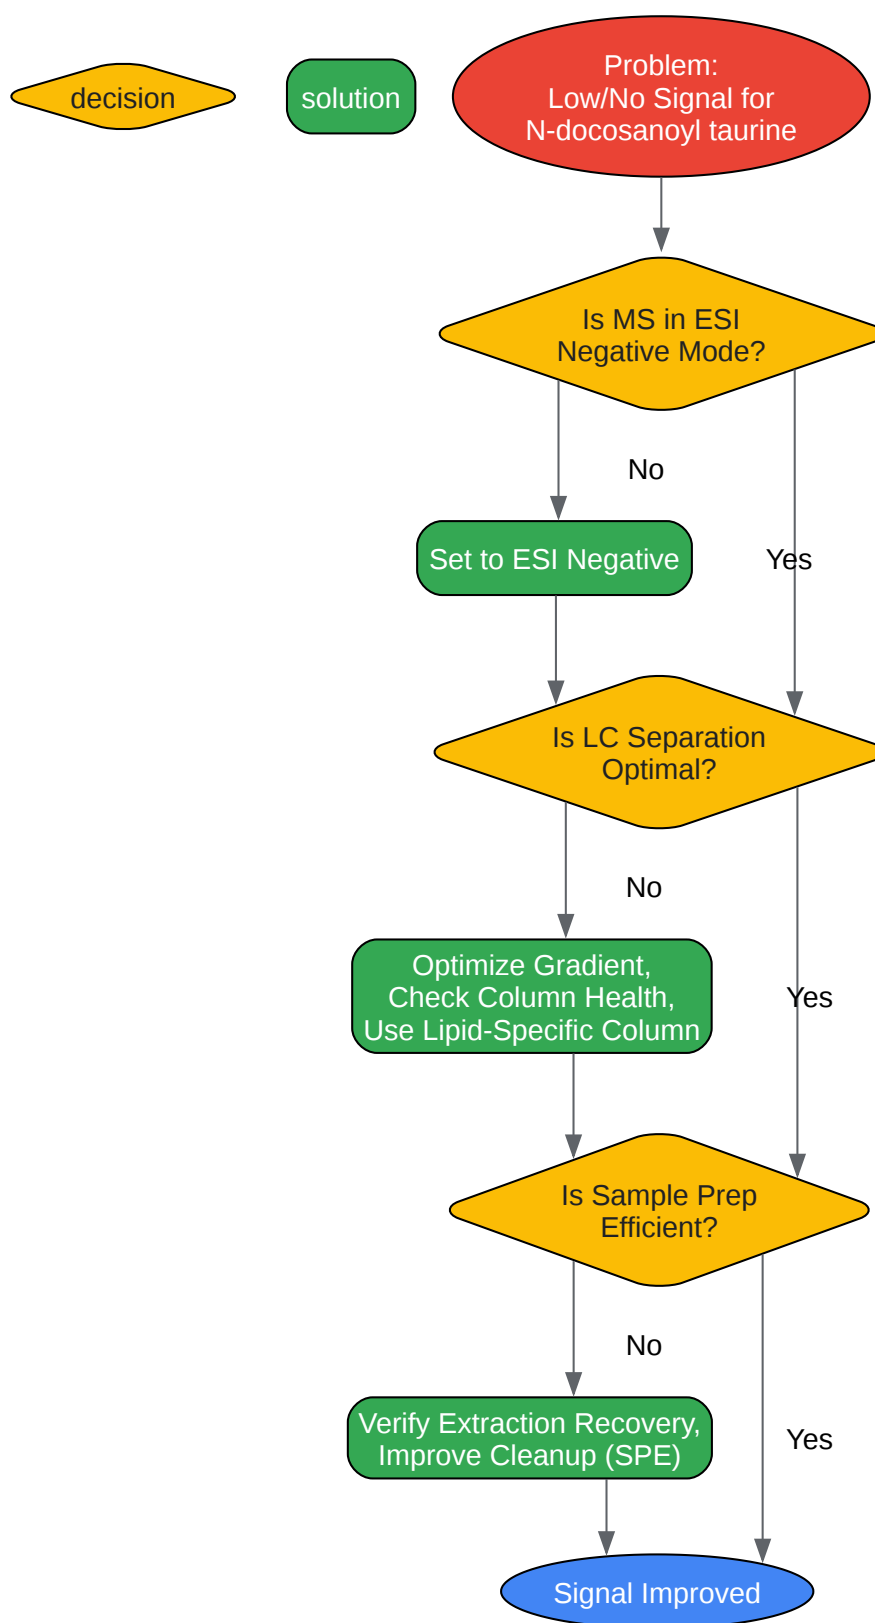 decision
solution
Problem:
Low/No Signal for
N-docosanoyl taurine
Is MS in ESI
Negative Mode?
No
Set to ESI Negative
Yes
Is LC Separation
Optimal?
No
Optimize Gradient,
Check Column Health,
Use Lipid-Specific Column
Yes
Is Sample Prep
Efficient?
No
Verify Extraction Recovery,
Improve Cleanup (SPE)
Yes
Signal Improved